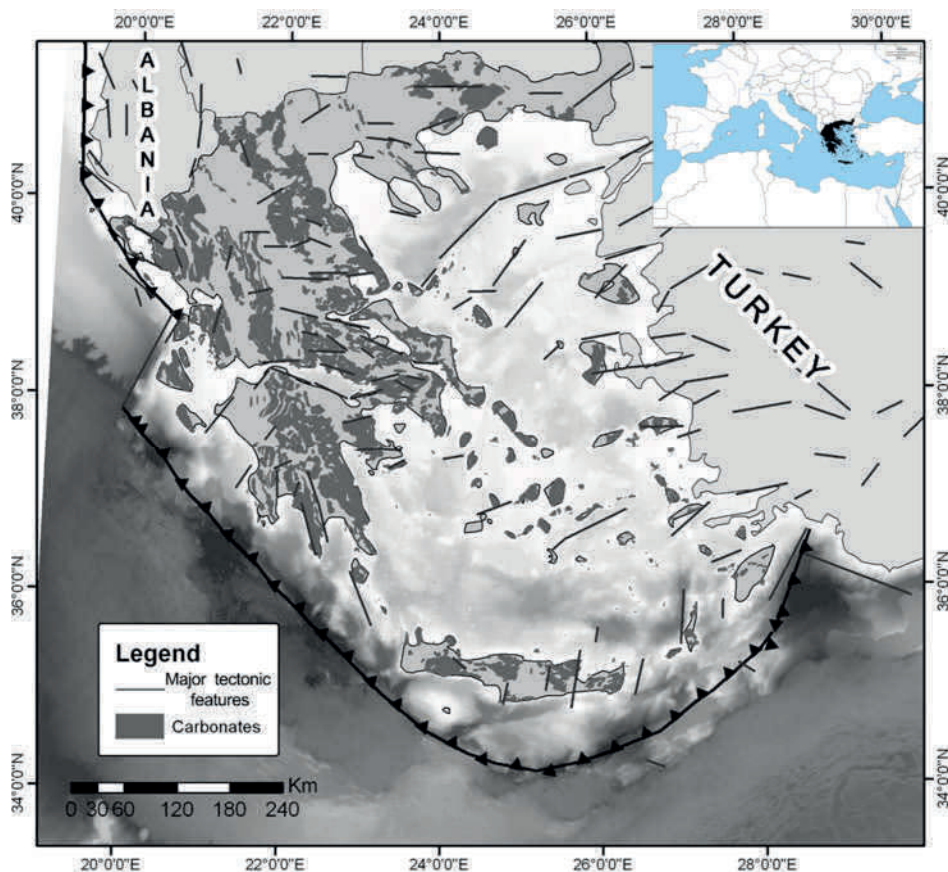 20°0'0"E 22°0'0"E 24°0'0"E 26°0'0"E 28°0'0"E 30°0'0"E
ALBANIA
TURKEY
40°0'0"N
38°0'0"N
36°0'0"N
34°0'0"N
40°0'0"N
38°0'0"N
36°0'0"N
34°0'0"N
Legend
Major tectonic
features
Carbonates
0 30 60 120 180 240 Km
20°0'0"E 22°0'0"E 24°0'0"E 26°0'0"E 28°0'0"E